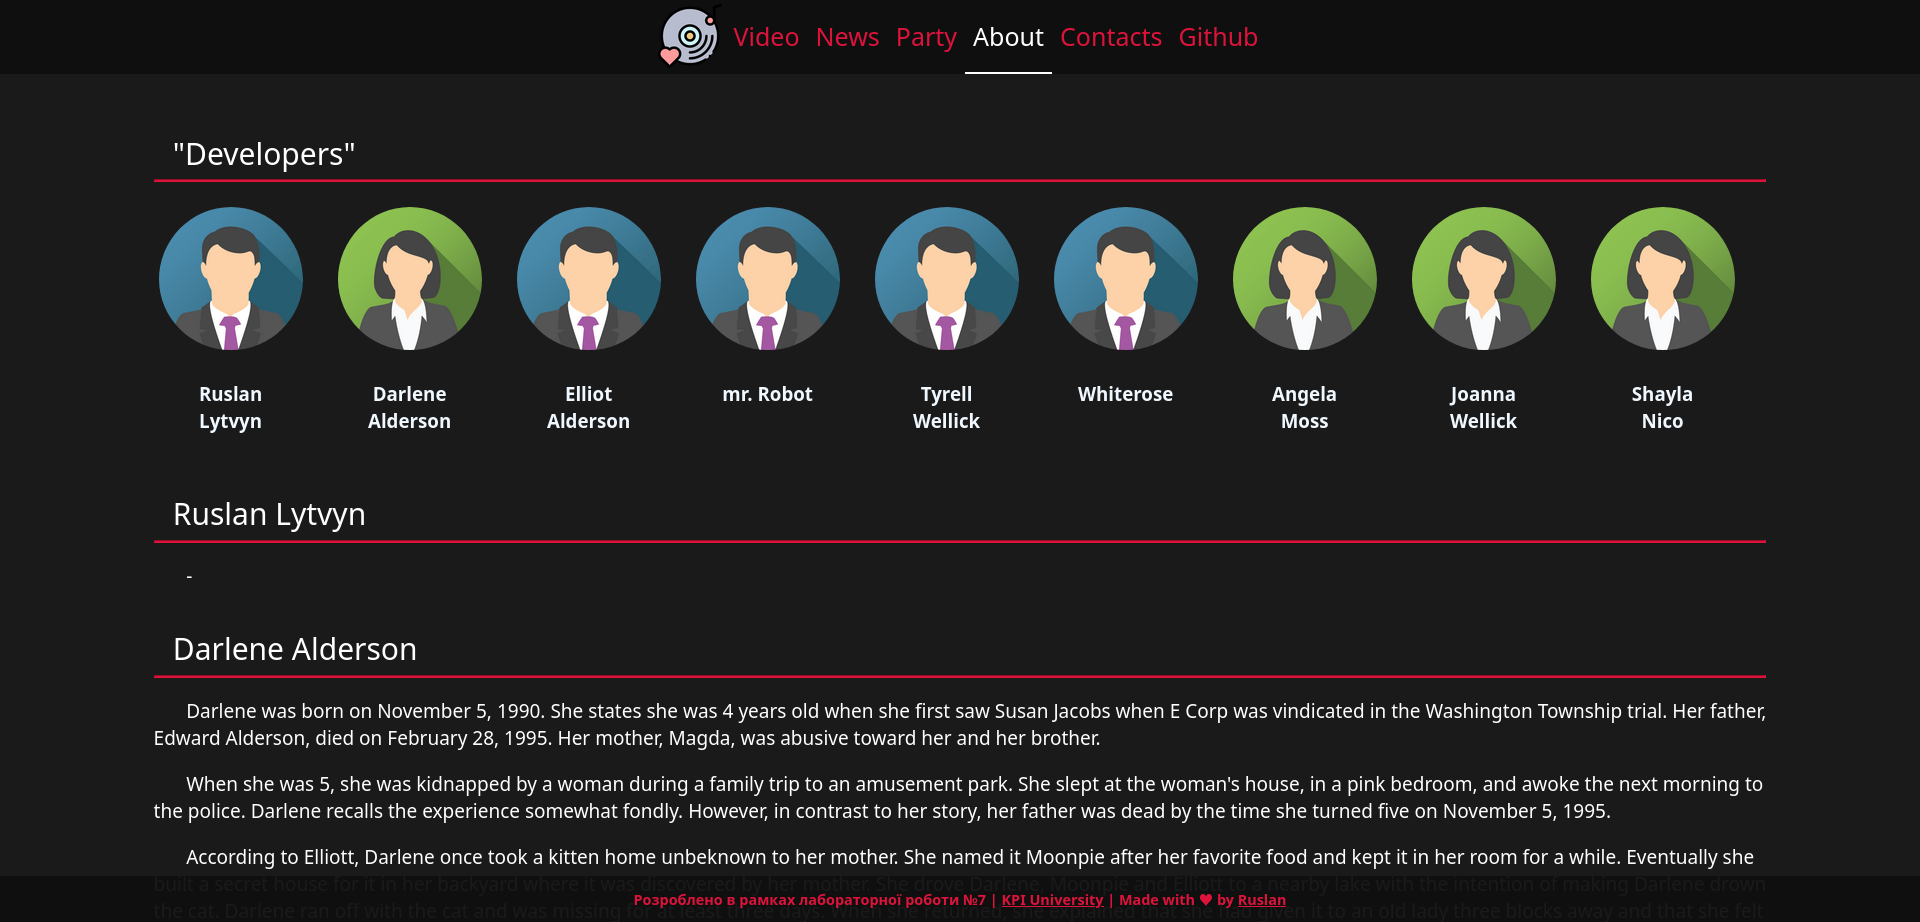 Video News Party About Contacts Github
"Developers"
Ruslan Lytvyn
Darlene Alderson
Elliot Alderson
mr. Robot
Tyrell Wellick
Whiterose
Angela Moss
Joanna Wellick
Shayla Nico
Ruslan Lytvyn
-
Darlene Alderson
Darlene was born on November 5, 1990. She states she was 4 years old when she first saw Susan Jacobs when E Corp was vindicated in the Washington Township trial. Her father,
Edward Alderson, died on February 28, 1995. Her mother, Magda, was abusive toward her and her brother.
When she was 5, she was kidnapped by a woman during a family trip to an amusement park. She slept at the woman's house, in a pink bedroom, and awoke the next morning to
the police. Darlene recalls the experience somewhat fondly. However, in contrast to her story, her father was dead by the time she turned five on November 5, 1995.
According to Elliott, Darlene once took a kitten home unbeknown to her mother. She named it Moonpie after her favorite food and kept it in her room for a while. Eventually she
built a secret house for it in her backyard where it was discovered by her mother. She drove Darlene, Moonpie and Elliott to a nearby lake with the intention of making Darlene drown
the cat. Darlene ran off with the cat and was missing for at least three days. When she returned, she explained that she had given it to an old lady three blocks away and that she felt
Розроблено в рамках лабораторної роботи №7 | KPI University | Made with ♥ by Ruslan